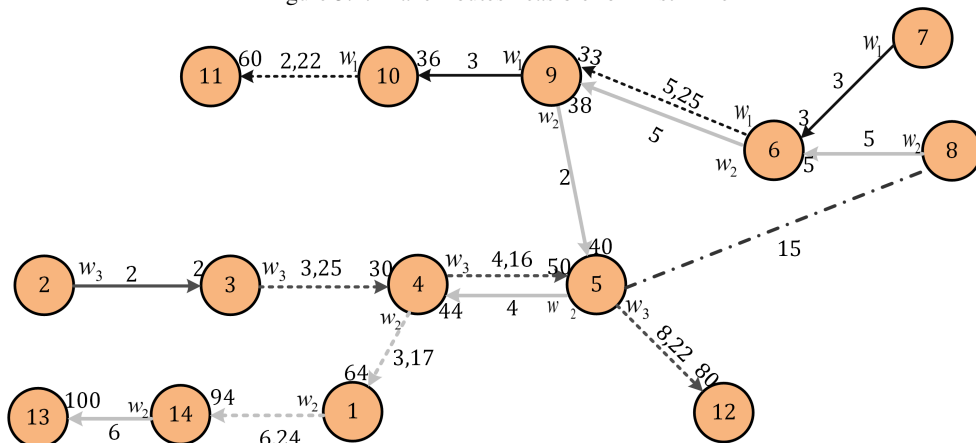 7
60 2,22 w₁ 36 3 w₁ 33 w₁
11 10 9 5,25 3
38 w₁ 3
w₂ 5 6 5 w₂ 8
w₂ 5
2
40 15
w₃ 2 2 w₃ 3,25 30 w₃ 4,16 50
2 3 4 5
44 4 w ₂ w₃
w₂
3,17 8,22
64 80
100 w₂ 94 w₂
13 14 1 12
6 6,24